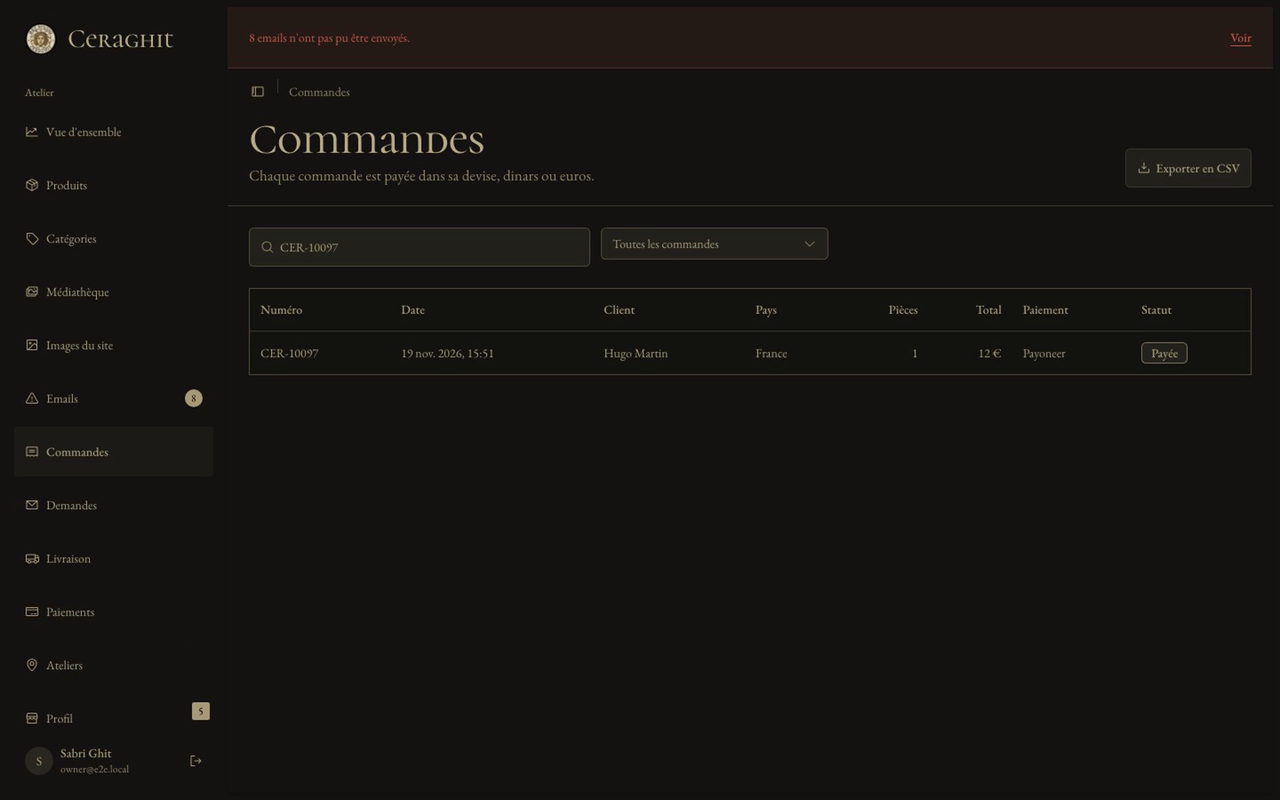 Ceraghit
8 emails n'ont pas pu être envoyés.
Voir
Atelier
Vue d'ensemble
Produits
Catégories
Médiathèque
Images du site
Emails 8
Commandes
Demandes
Livraison
Paiements
Ateliers
Profil 5
S
Sabri Ghit
owner@e2e.local
Commandes
Commandes
Chaque commande est payée dans sa devise, dinars ou euros.
Exporter en CSV
CER-10097
Toutes les commandes
Numéro Date Client Pays Pièces Total Paiement Statut
CER-10097 19 nov. 2026, 15:51 Hugo Martin France 1 12 € Payoneer Payée